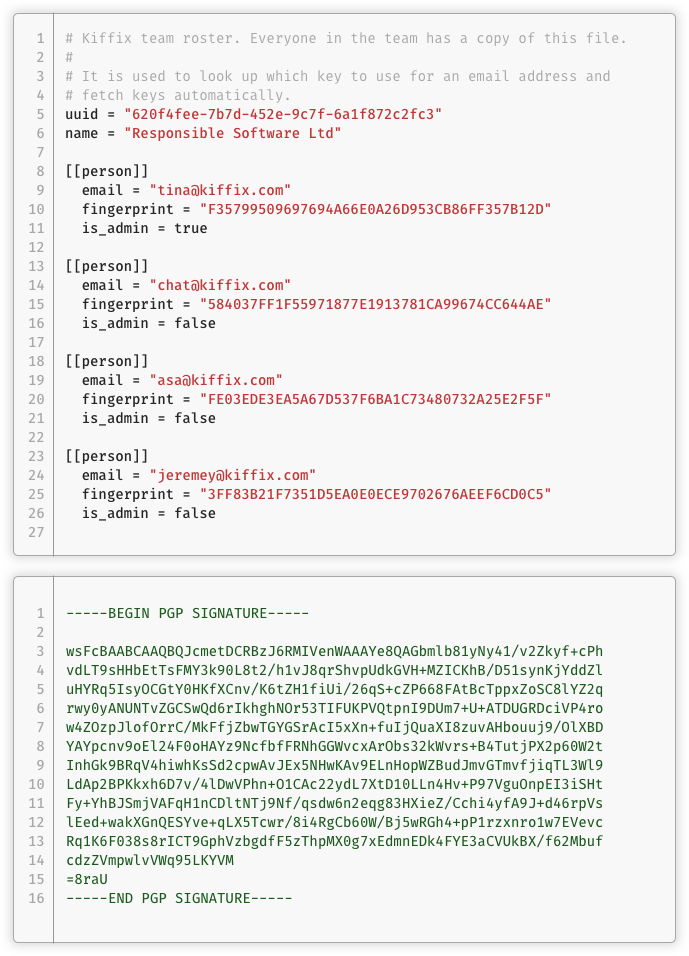 1 # Kiffix team roster. Everyone in the team has a copy of this file.
2 #
3 # It is used to look up which key to use for an email address and
4 # fetch keys automatically.
5 uuid = "620f4fee-7b7d-452e-9c7f-6a1f872c2fc3"
6 name = "Responsible Software Ltd"
7
8 [[person]]
9 email = "tina@kiffix.com"
10 fingerprint = "F35799509697694A66E0A26D953CB86FF357B12D"
11 is_admin = true
12
13 [[person]]
14 email = "chat@kiffix.com"
15 fingerprint = "584037FF1F55971877E1913781CA99674CC644AE"
16 is_admin = false
17
18 [[person]]
19 email = "asa@kiffix.com"
20 fingerprint = "FE03EDE3EA5A67D537F6BA1C73480732A25E2F5F"
21 is_admin = false
22
23 [[person]]
24 email = "jeremey@kiffix.com"
25 fingerprint = "3FF83B21F7351D5EA0E0ECE9702676AEEF6CD0C5"
26 is_admin = false
27
1 -----BEGIN PGP SIGNATURE-----
2
3 wsFcBAABCAAQBQJcmetDCRBzJ6RMIVenWAAAYe8QAGbmlb81yNy41/v2Zkyf+cPh
4 vdLT9sHHbEtTsFMY3k90L8t2/h1vJ8qrShvpUdkGVH+MZICKhB/D51synKjYddZl
5 uHYRq5IsyOCGtY0HKfXCnv/K6tZH1fiUi/26qS+cZP668FAtBcTppxZoSC8lYZ2q
6 rwy0yANUNTvZGCSwQd6rIkhghNOr53TIFUKPVQtpnI9DUm7+U+ATDUGRDciVP4ro
7 w4ZOzpJlofOrrC/MkFfjZbwTGYGSrAcI5xXn+fuIjQuaXI8zuvAHbouuj9/OlXBD
8 YAYpcnv9oEl24F0oHAYz9NcfbfFRNhGGWvcxArObs32kWvrs+B4TutjPX2p60W2t
9 InhGk9BRqV4hiwhKsSd2cpwAvJEx5NHwKAv9ELnHopWZBudJmvGTmvfjiqTL3Wl9
10 LdAp2BPKkxh6D7v/4lDwVPhn+O1CAc22ydL7XtD10LLn4Hv+P97VguOnpEI3iSHt
11 Fy+YhBJSmjVAFqH1nCDltNTj9Nf/qsdw6n2eqg83HXieZ/Cchi4yfA9J+d46rpVs
12 lEed+wakXGnQESYve+qLX5Tcwr/8i4RgCb60W/Bj5wRGh4+pP1rzxnro1w7EVevc
13 Rq1K6F038s8rICT9GphVzbgdfF5zThpMX0g7xEdmnEDk4FYE3aCVUkBX/f62Mbuf
14 cdzZVmpwlvVWq95LKYVM
15 =8raU
16 -----END PGP SIGNATURE-----